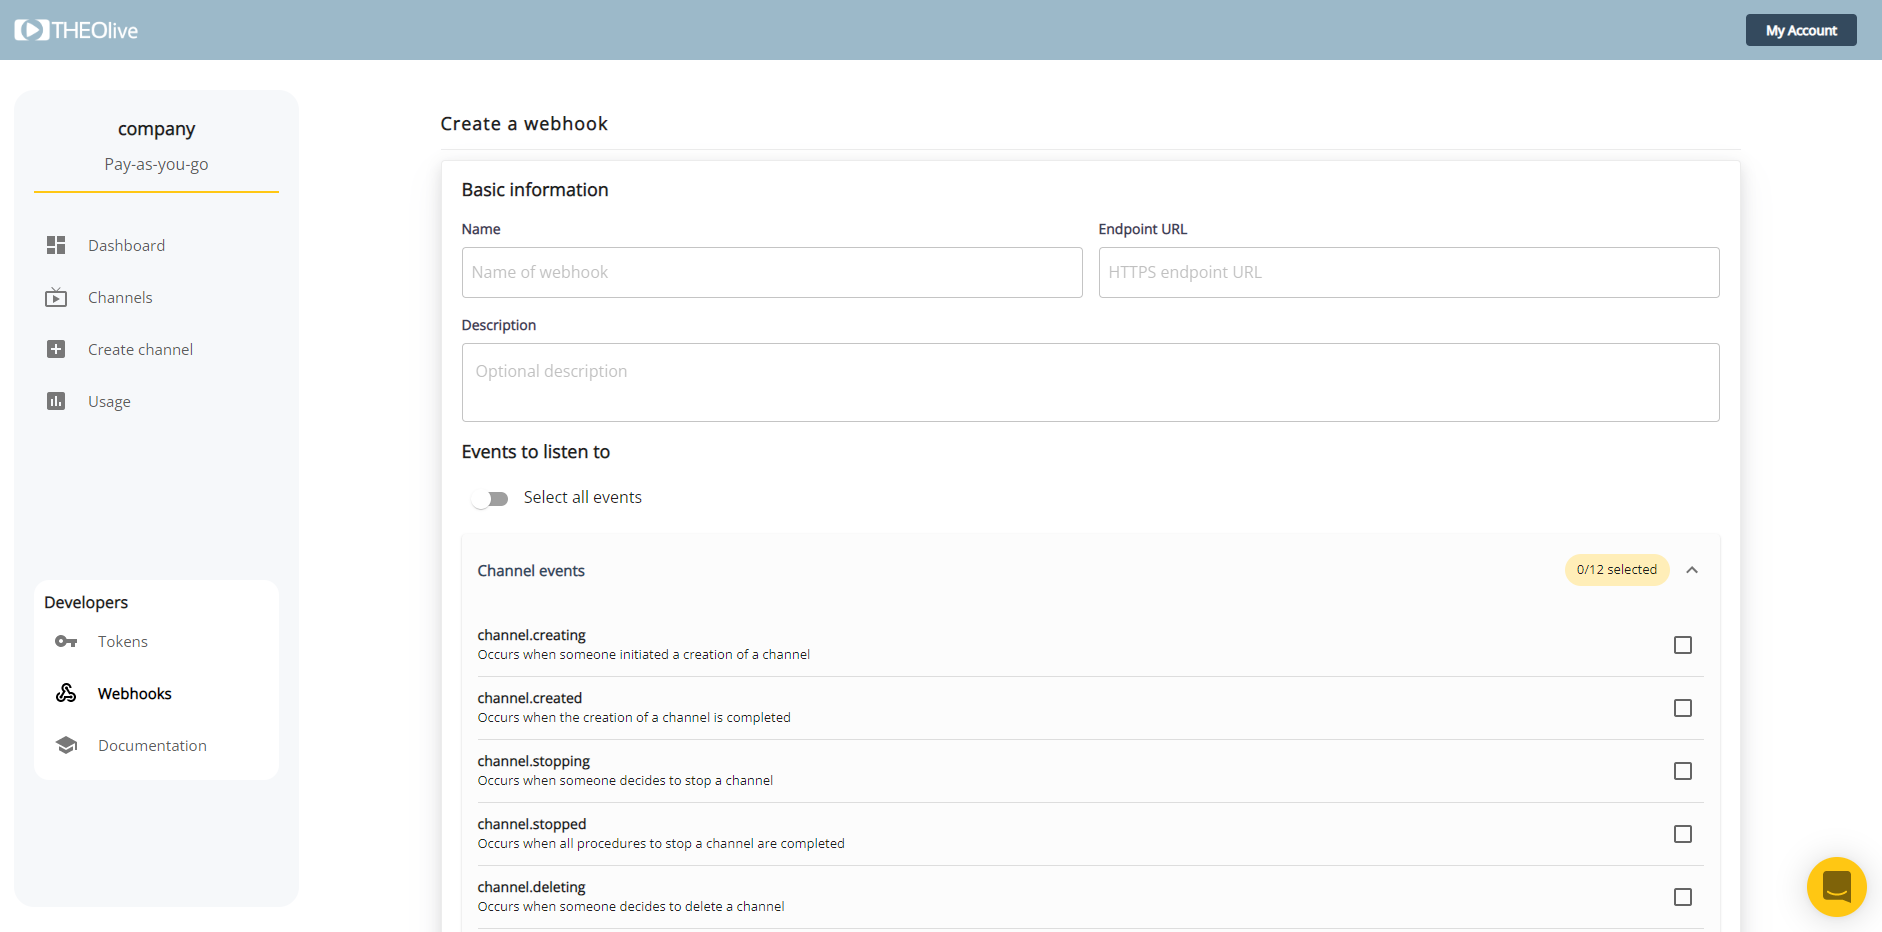 THEOlive
My Account
company
Pay-as-you-go
Dashboard
Channels
Create channel
Usage
Developers
Tokens
Webhooks
Documentation
Create a webhook
Basic information
Name
Endpoint URL
Name of webhook
HTTPS endpoint URL
Description
Optional description
Events to listen to
Select all events
Channel events
0/12 selected
channel.creating
Occurs when someone initiated a creation of a channel
channel.created
Occurs when the creation of a channel is completed
channel.stopping
Occurs when someone decides to stop a channel
channel.stopped
Occurs when all procedures to stop a channel are completed
channel.deleting
Occurs when someone decides to delete a channel